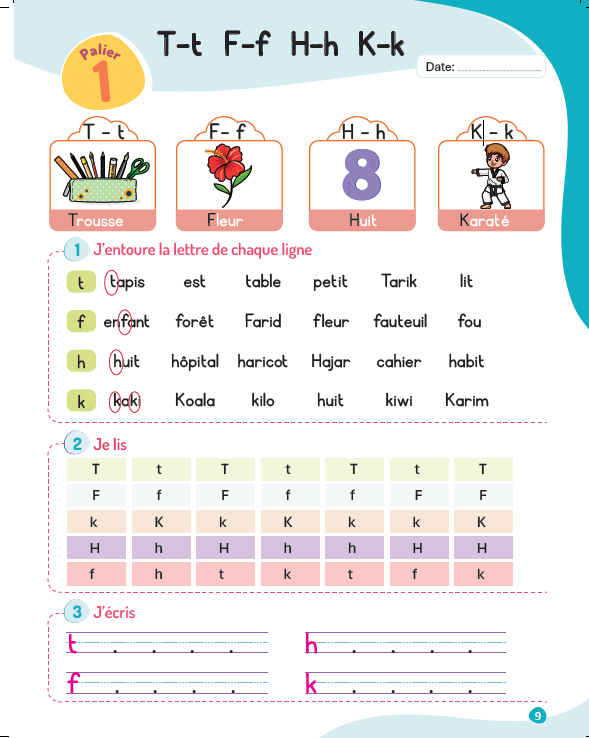 Palier
1
T-t F-f H-h K-k
Date:
T - t F- f H - h K - k
8
Trousse Fleur Huit Karaté
1 J'entoure la lettre de chaque ligne
t tapis est table petit Tarik lit
f enfant forêt Farid fleur fauteuil fou
h huit hôpital haricot Hajar cahier habit
k kaki Koala kilo huit kiwi Karim
2 Je lis
T t T t T t T
F f F f f F F
k K k K k k K
H h H h h H H
f h t k t f k
3 J'écris
t . . . . h . . . .
f . . . . k . . . .
9